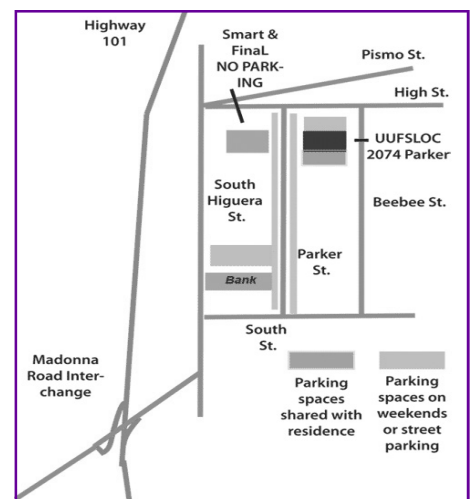 Highway
101
Smart &
FinaL
NO PARK-
ING
Pismo St.
High St.
UUFSLOC
2074 Parker
South
Higuera
St.
Beebee St.
Parker
St.
Bank
South
St.
Madonna
Road Inter-
change
Parking
spaces
shared with
residence
Parking
spaces on
weekends
or street
parking